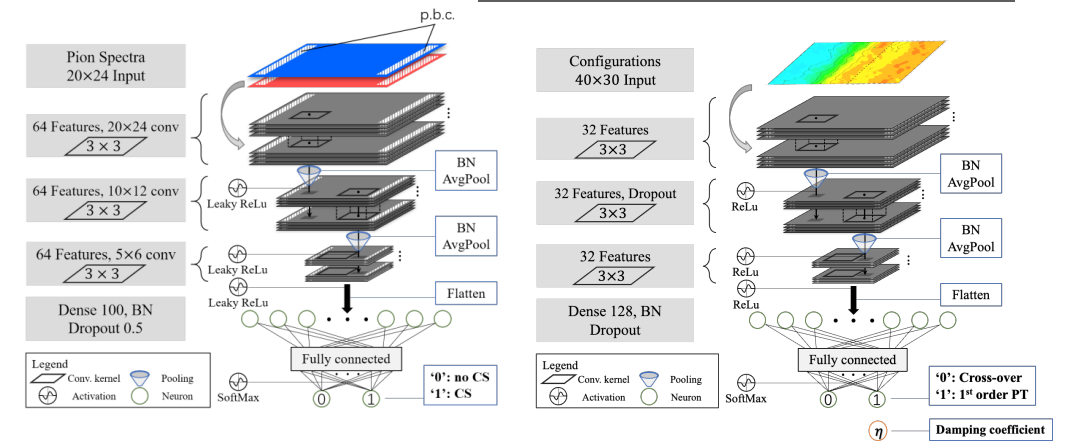 p.b.c.
Pion Spectra
20×24 Input
64 Features, 20×24 conv
3 × 3
BN
AvgPool
64 Features, 10×12 conv
3 × 3
Leaky ReLu
BN
AvgPool
64 Features, 5×6 conv
3 × 3
Leaky ReLu
Leaky ReLu
Flatten
Dense 100, BN
Dropout 0.5
Fully connected
Legend
Conv. kernel
Pooling
Activation
Neuron
SoftMax
0
1
‘0’: no CS
‘1’: CS
Configurations
40×30 Input
32 Features
3×3
BN
AvgPool
32 Features, Dropout
3×3
ReLu
BN
AvgPool
32 Features
3×3
ReLu
ReLu
Flatten
Dense 128, BN
Dropout
Fully connected
Legend
Conv. kernel
Pooling
Activation
Neuron
SoftMax
0
1
‘0’: Cross-over
‘1’: 1st order PT
η
Damping coefficient